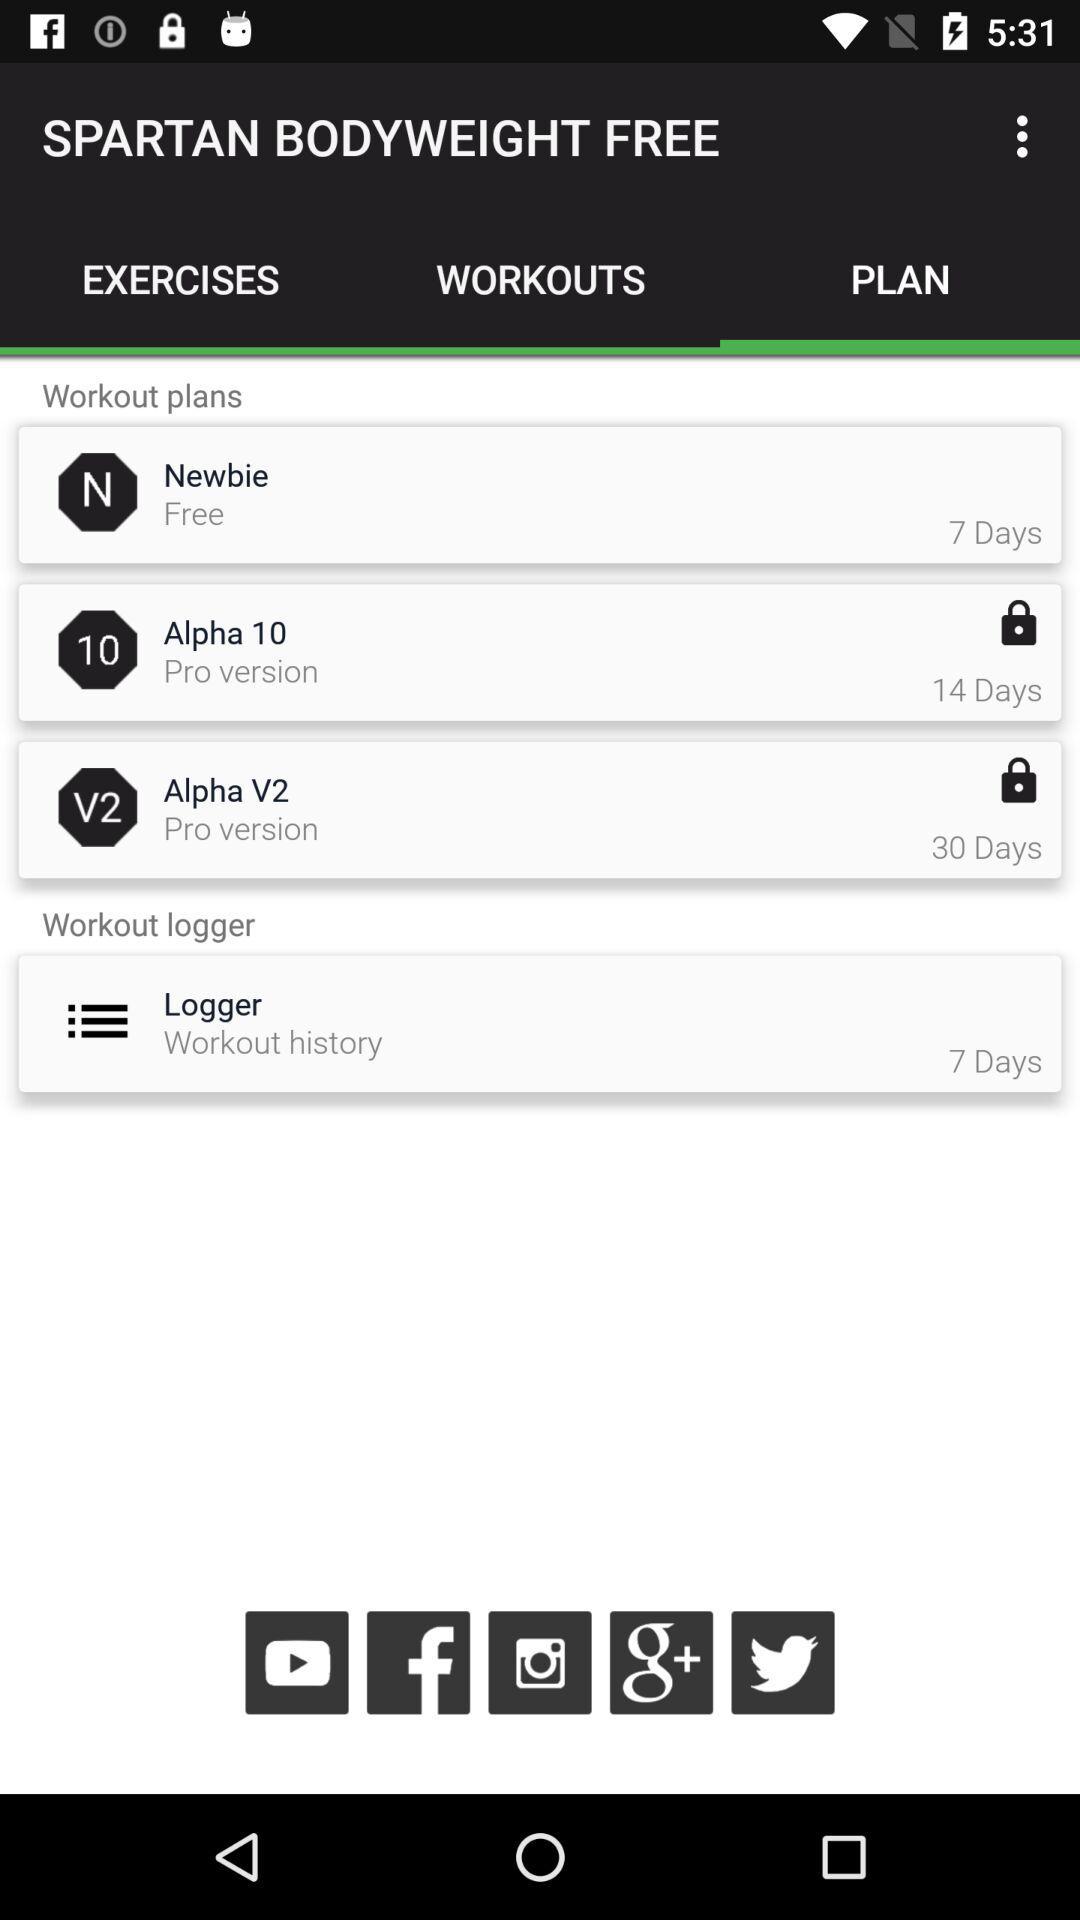 5:31
SPARTAN BODYWEIGHT FREE
EXERCISES WORKOUTS PLAN
Workout plans
N
Newbie
Free
7 Days
10
Alpha 10
Pro version
14 Days
V2
Alpha V2
Pro version
30 Days
Workout logger
Logger
Workout history
7 Days
g+